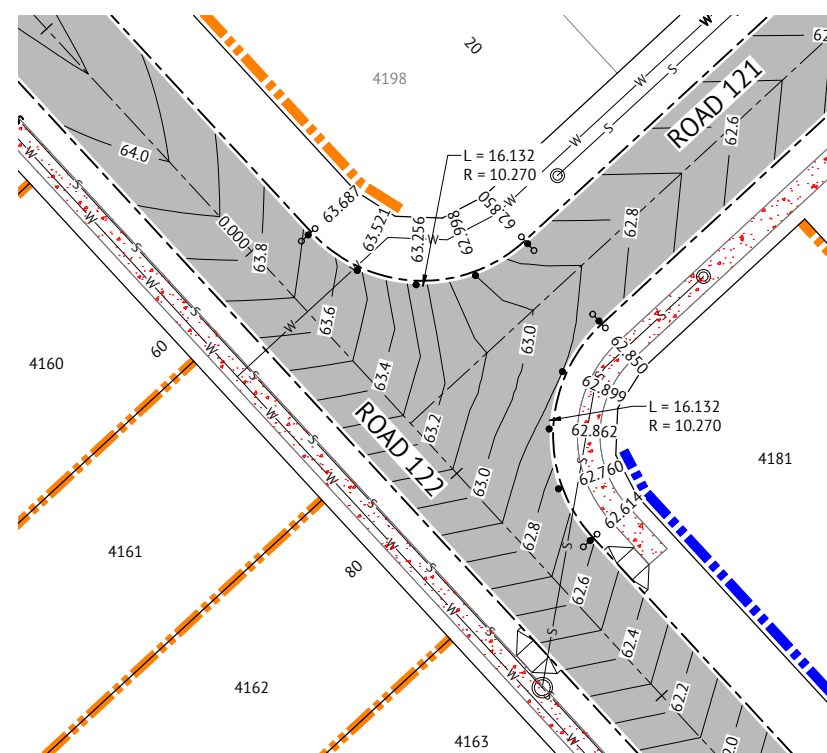 20
4198
ROAD 121
62.6
L = 16.132
R = 10.270
64.0
63.687
63.521
63.256
62.998
62.850
0.0001
63.8
62.8
63.6
63.0
63.4
62.850
62.899
4160
60
L = 16.132
R = 10.270
63.2
62.862
4181
ROAD 122
62.760
63.0
62.614
62.8
4161
80
62.6
62.4
62.2
4162
4163
W
S
W
S
W
S
W
S
W
S
W
S
W
S
W
S
W
S
W
S
W
S
W
S